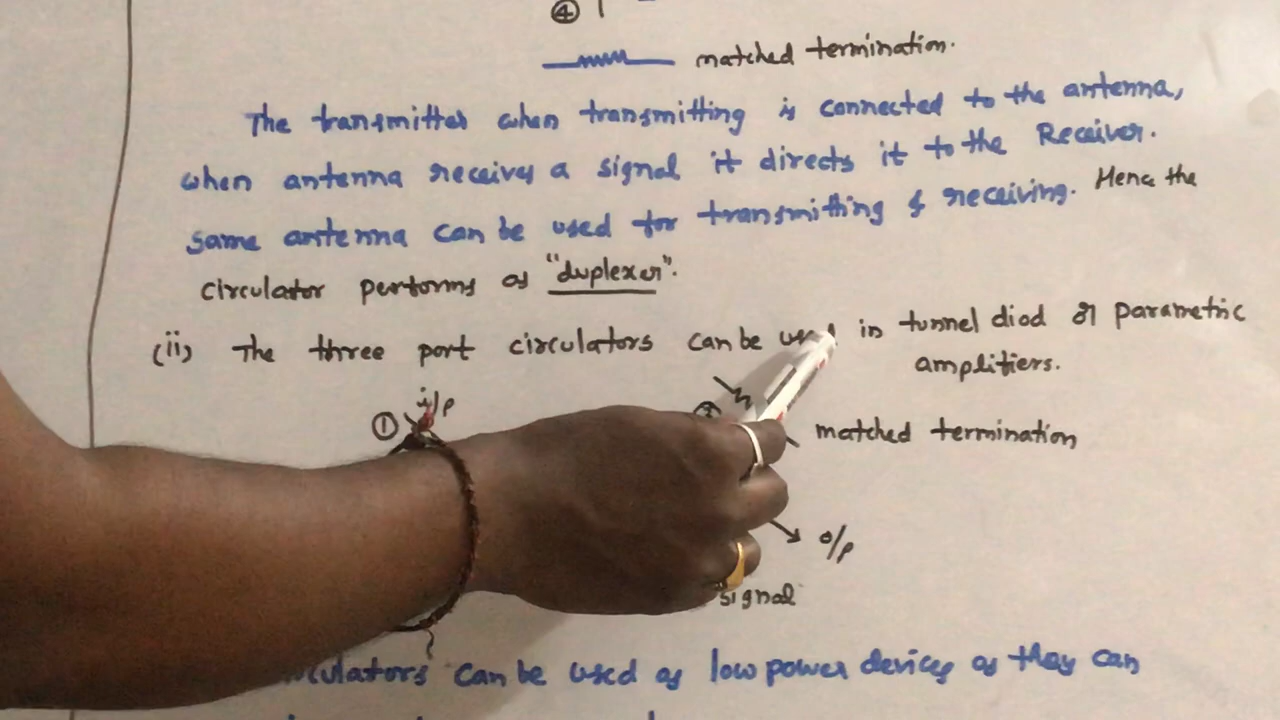 ④
matched termination.
The transmitter when transmitting is connected to the antenna,
when antenna receives a signal it directs it to the Receiver.
same antenna can be used for transmitting & receiving. Hence the
circulator performs as "duplexer".
(ii) The three port circulators can be used in tunnel diod or parametric
amplifiers.
① i/p
matched termination
o/p
signal
can be used as low power devices as they can